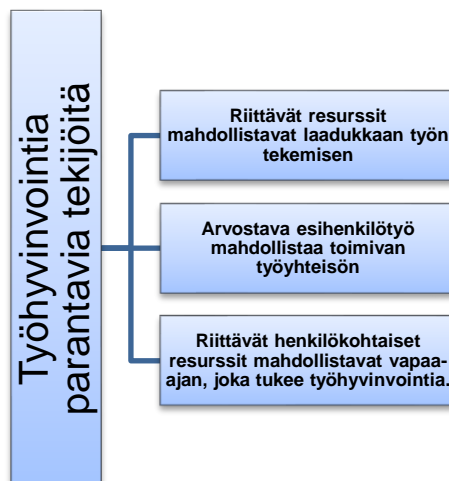 Työhyvinvointia
parantavia tekijöitä
Riittävät resurssit
mahdollistavat laadukkaan työn
tekemisen
Arvostava esihenkilötyö
mahdollistaa toimivan
työyhteisön
Riittävät henkilökohtaiset
resurssit mahdollistavat vapaa-
ajan, joka tukee työhyvinvointia.